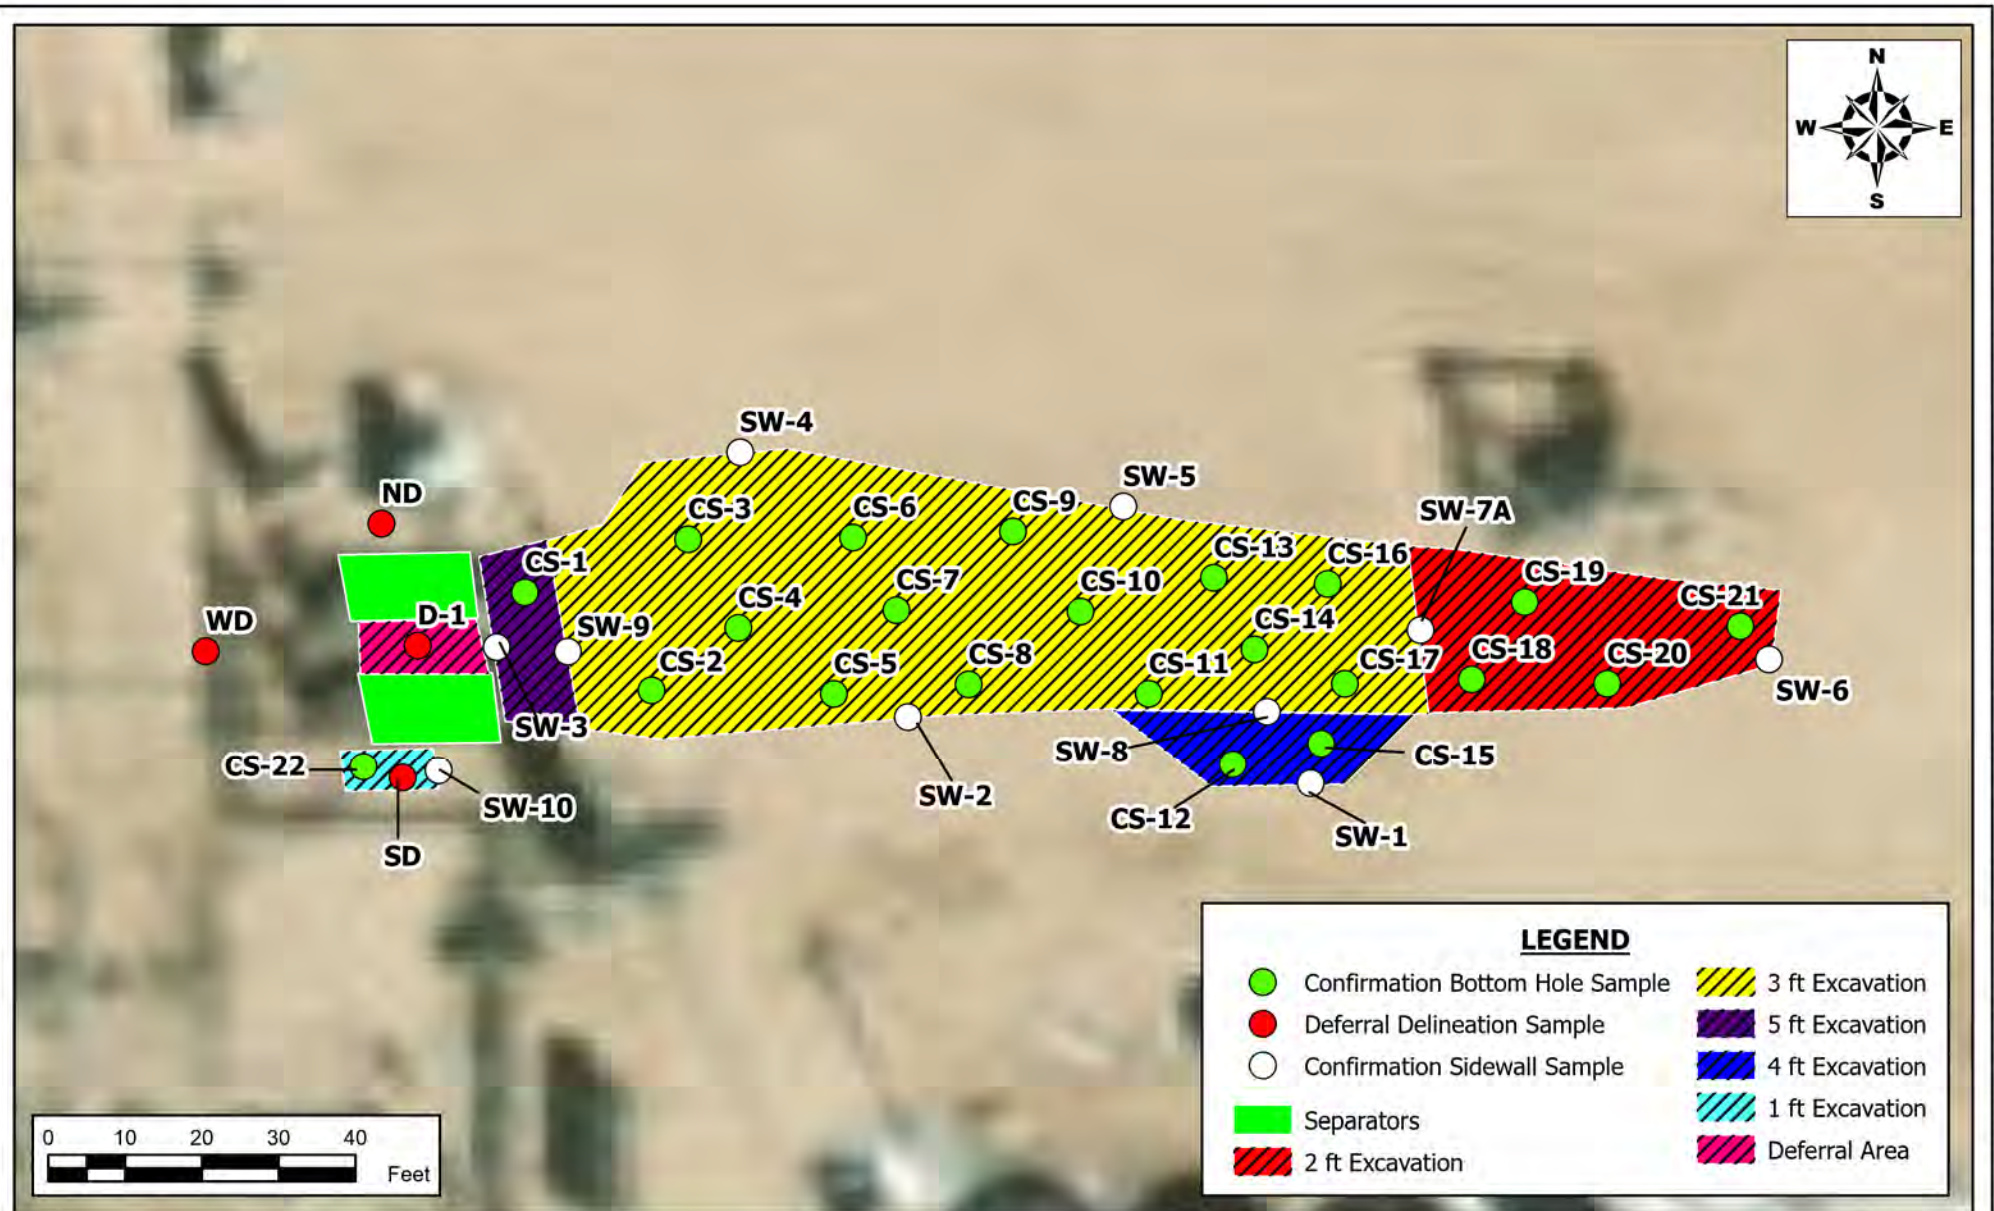 N
W E
S
SW-4
SW-5
ND
CS-3
CS-6
CS-9
SW-7A
CS-1
CS-13
CS-16
CS-19
CS-21
WD
D-1
SW-9
CS-4
CS-7
CS-10
CS-14
CS-2
CS-5
CS-8
CS-11
CS-17
CS-18
CS-20
SW-6
SW-3
SW-8
CS-15
CS-22
SW-10
SW-2
CS-12
SW-1
SD
LEGEND
Confirmation Bottom Hole Sample
Deferral Delineation Sample
Confirmation Sidewall Sample
Separators
2 ft Excavation
3 ft Excavation
5 ft Excavation
4 ft Excavation
1 ft Excavation
Deferral Area
0 10 20 30 40
Feet